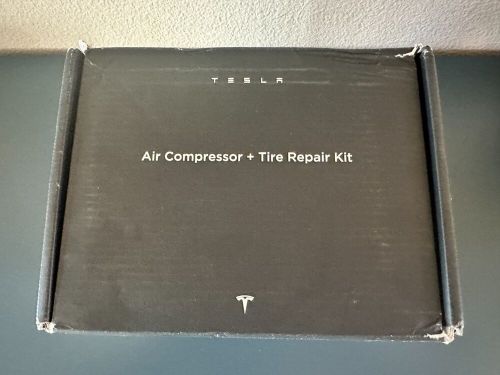 TESLA
Air Compressor + Tire Repair Kit